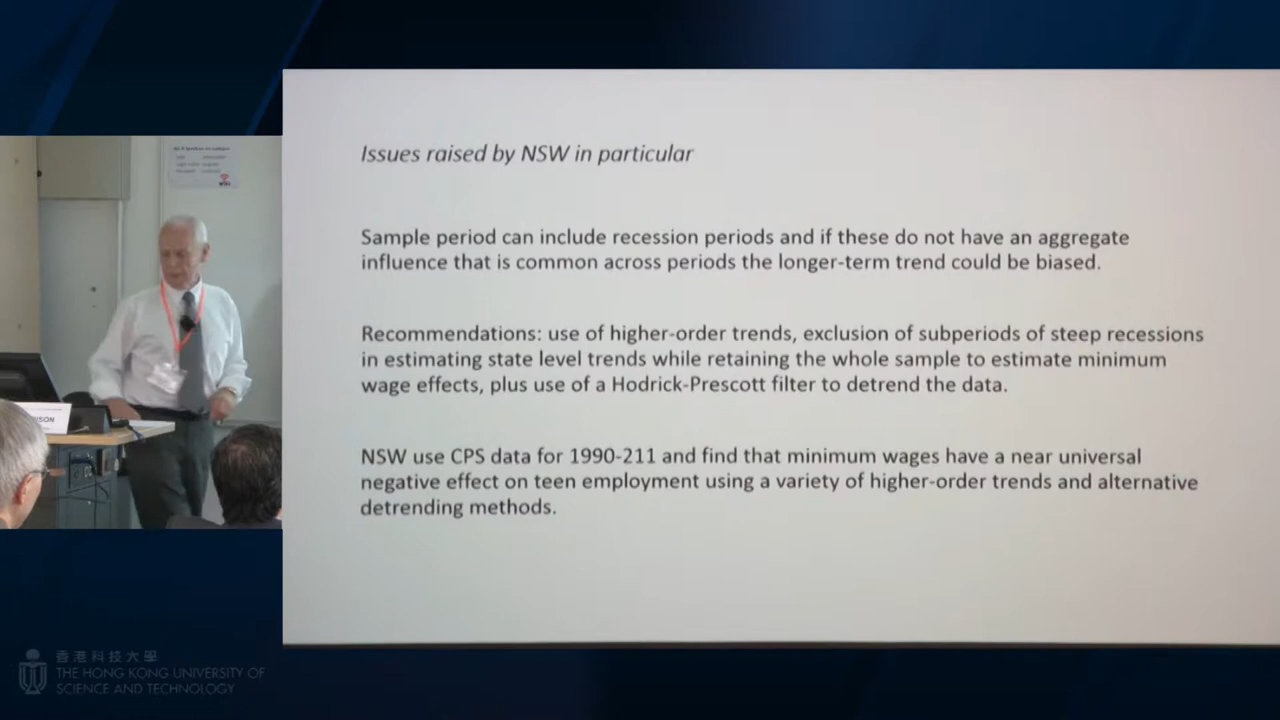 Issues raised by NSW in particular
Sample period can include recession periods and if these do not have an aggregate
influence that is common across periods the longer-term trend could be biased.
Recommendations: use of higher-order trends, exclusion of subperiods of steep recessions
in estimating state level trends while retaining the whole sample to estimate minimum
wage effects, plus use of a Hodrick-Prescott filter to detrend the data.
NSW use CPS data for 1990-211 and find that minimum wages have a near universal
negative effect on teen employment using a variety of higher-order trends and alternative
detrending methods.
香港科技大學
THE HONG KONG UNIVERSITY OF
SCIENCE AND TECHNOLOGY